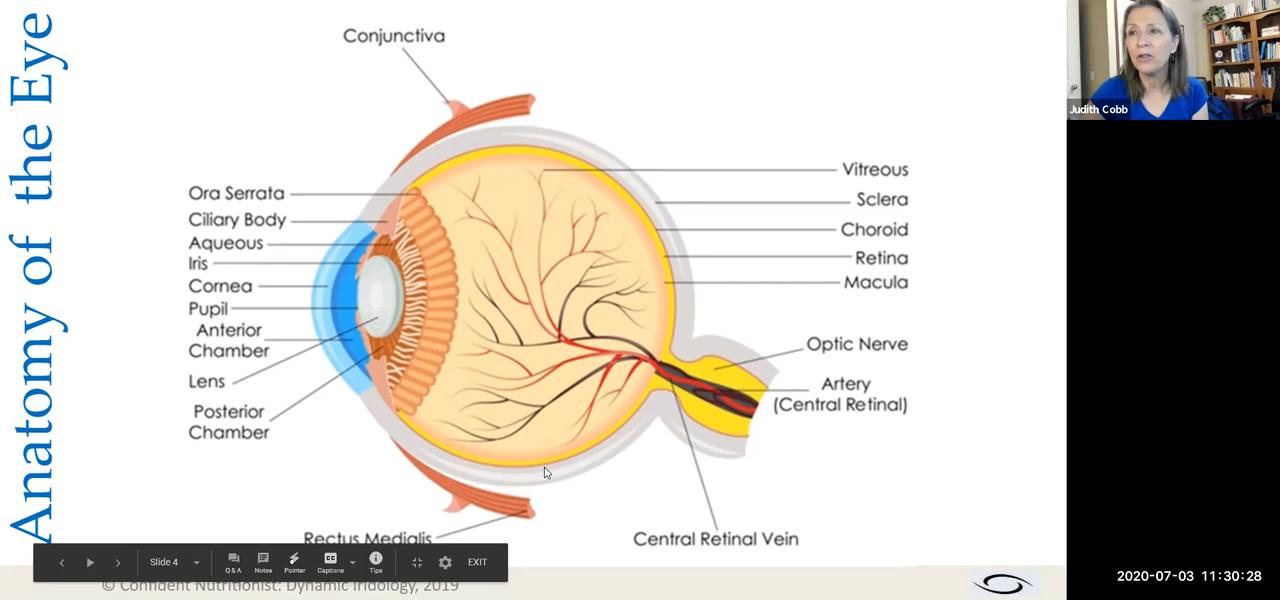 Anatomy of the Eye
Conjunctiva
Ora Serrata
Ciliary Body
Aqueous
Iris
Cornea
Pupil
Anterior
Chamber
Lens
Posterior
Chamber
Rectus Medialis
Vitreous
Sclera
Choroid
Retina
Macula
Optic Nerve
Artery
(Central Retinal)
Central Retinal Vein
Judith Cobb
Slide 4
Q & A
Notes
Pointer
CC
Captions
Tips
EXIT
© Confident Nutritionist: Dynamic Iridology, 2019
2020-07-03 11:30:28